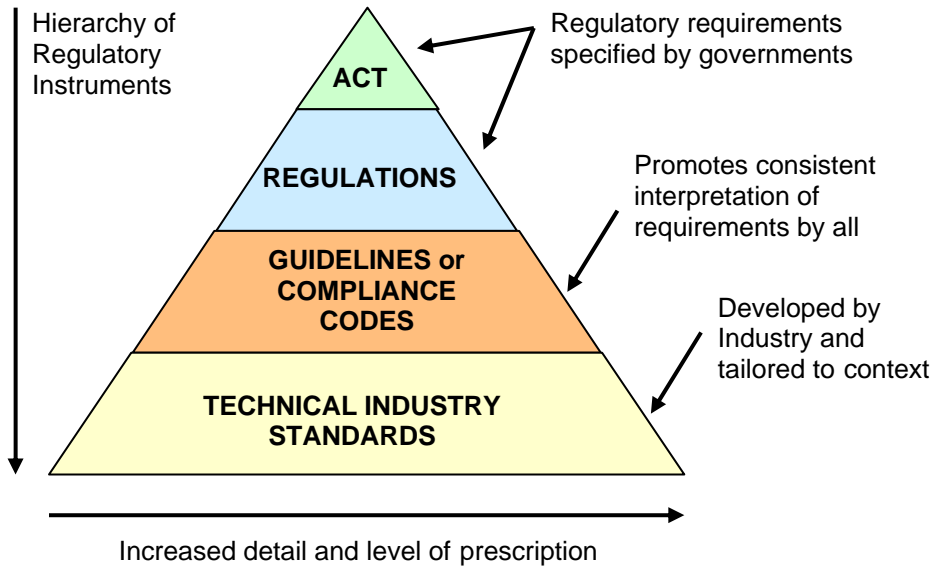 Hierarchy of
Regulatory
Instruments
Regulatory requirements
specified by governments
ACT
REGULATIONS
Promotes consistent
interpretation of
requirements by all
GUIDELINES or
COMPLIANCE
CODES
Developed by
Industry and
tailored to context
TECHNICAL INDUSTRY
STANDARDS
Increased detail and level of prescription